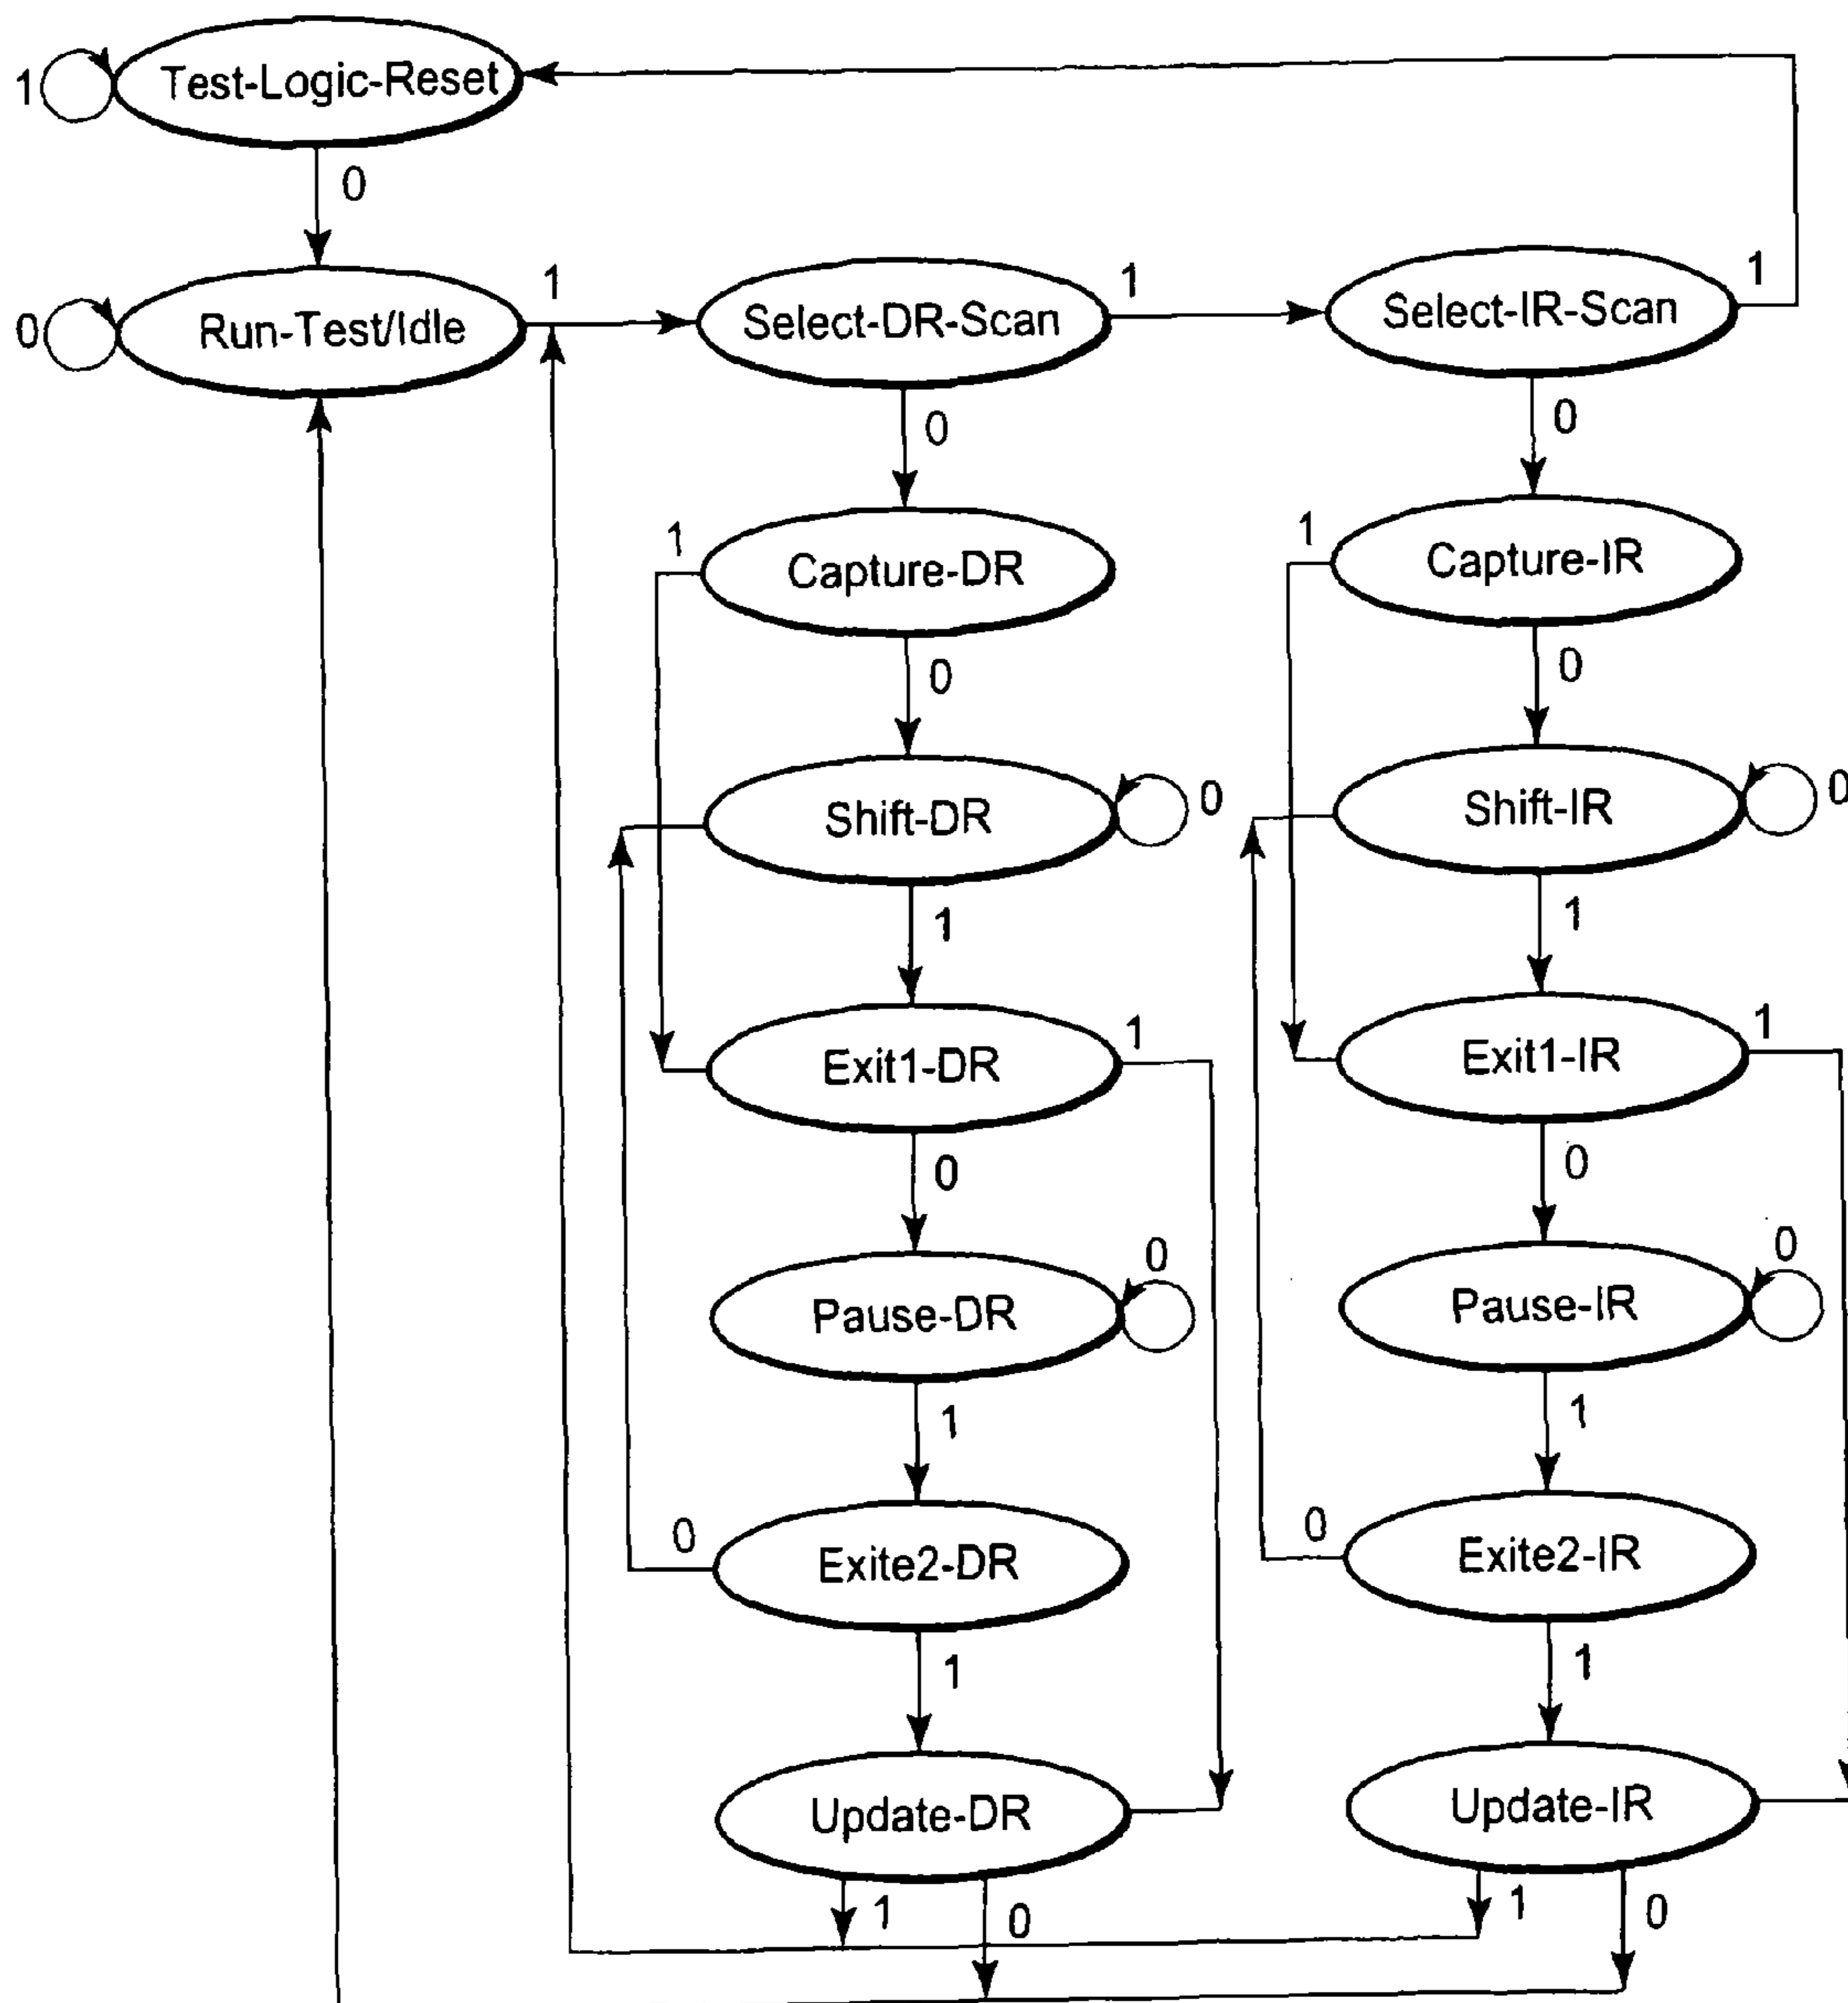 Test-Logic-Reset
1
0
Run-Test/Idle
0
1
Select-DR-Scan
1
Select-IR-Scan
1
0
0
1
Capture-DR
1
Capture-IR
0
0
Shift-DR
0
Shift-IR
0
1
1
Exit1-DR
1
Exit1-IR
1
0
0
Pause-DR
0
Pause-IR
0
1
1
0
Exite2-DR
0
Exite2-IR
1
1
Update-DR
Update-IR
1
0
1
0